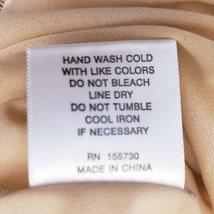 HAND WASH COLD
WITH LIKE COLORS
DO NOT BLEACH
LINE DRY
DO NOT TUMBLE
COOL IRON
IF NECESSARY
RN 155730
MADE IN CHINA